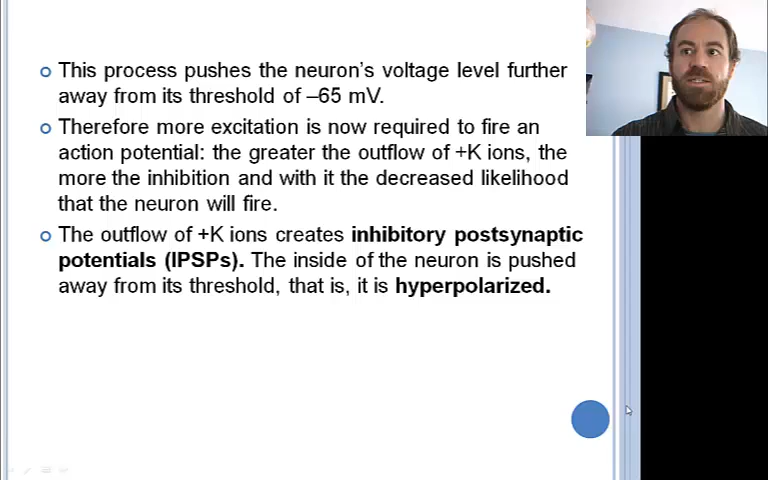 This process pushes the neuron's voltage level further
away from its threshold of –65 mV.
Therefore more excitation is now required to fire an
action potential: the greater the outflow of +K ions, the
more the inhibition and with it the decreased likelihood
that the neuron will fire.
The outflow of +K ions creates inhibitory postsynaptic
potentials (IPSPs). The inside of the neuron is pushed
away from its threshold, that is, it is hyperpolarized.